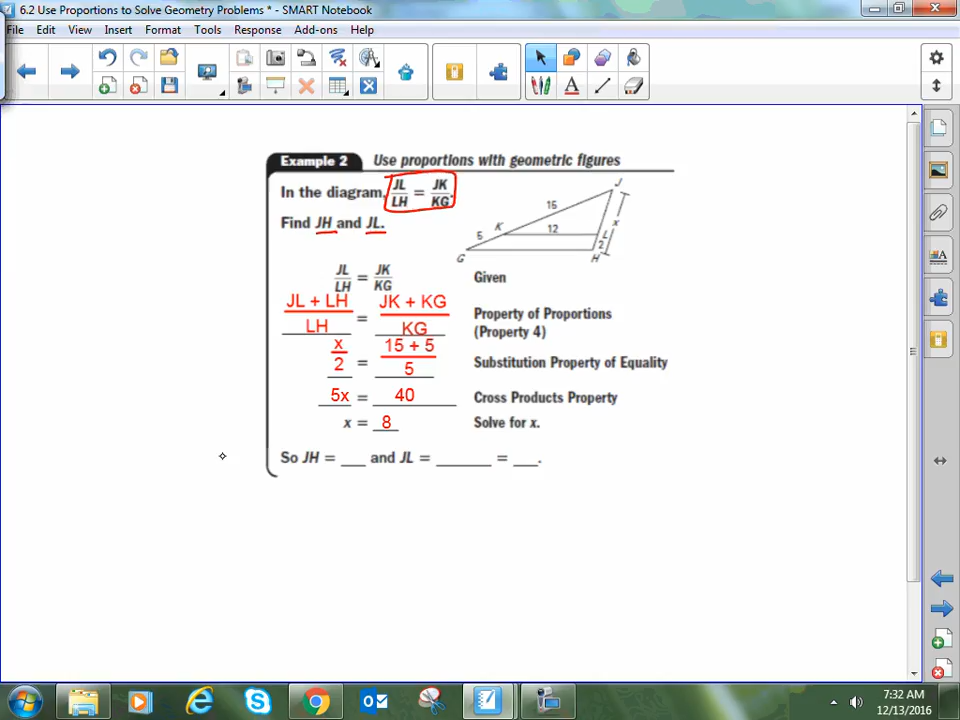 6.2 Use Proportions to Solve Geometry Problems * - SMART Notebook
File Edit View Insert Format Tools Response Add-ons Help
Example 2 Use proportions with geometric figures
In the diagram, JL/LH = JK/KG.
Find JH and JL.
J
15
x
K
12
L
5
2
G
H
JL/LH = JK/KG Given
JL + LH/LH = JK + KG/KG Property of Proportions
(Property 4)
x/2 = 15 + 5/5 Substitution Property of Equality
5x = 40 Cross Products Property
x = 8 Solve for x.
So JH = ___ and JL = ______ = ___.
7:32 AM
12/13/2016